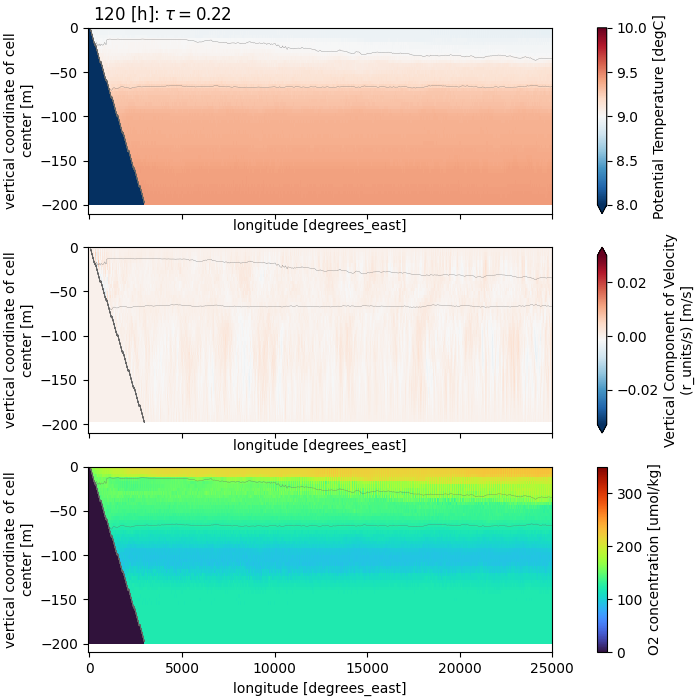 120 [h]: τ = 0.22
0
−50
−100
−150
−200
vertical coordinate of cell
center [m]
longitude [degrees_east]
10.0
9.5
9.0
8.5
8.0
Potential Temperature [degC]
0
−50
−100
−150
−200
vertical coordinate of cell
center [m]
longitude [degrees_east]
0.02
0.00
−0.02
Vertical Component of Velocity
(r_units/s) [m/s]
0
−50
−100
−150
−200
vertical coordinate of cell
center [m]
0 5000 10000 15000 20000 25000
longitude [degrees_east]
300
200
100
0
O2 concentration [umol/kg]